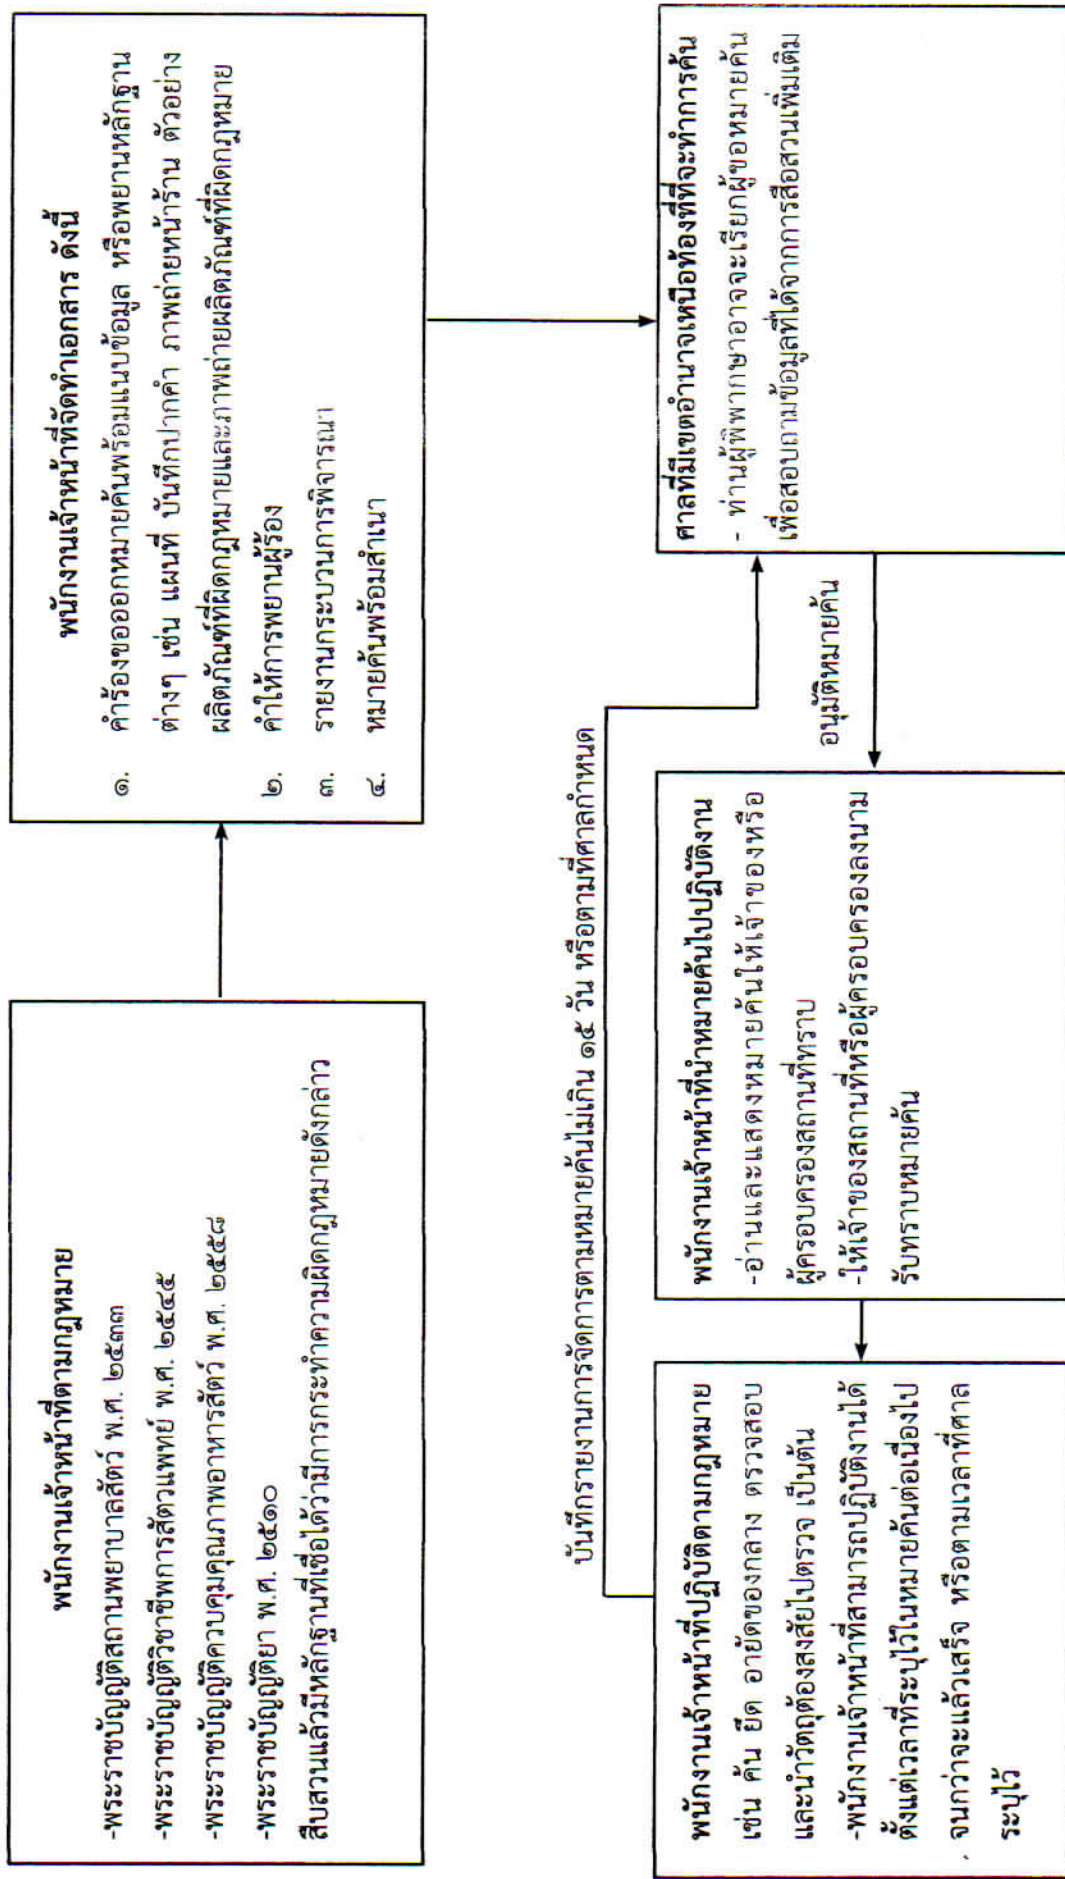 พนักงานเจ้าหน้าที่ตามกฎหมาย
-พระราชบัญญัติสถานพยาบาลสัตว์ พ.ศ. ๒๕๓๓
-พระราชบัญญัติวิชาชีพการสัตวแพทย์ พ.ศ. ๒๕๔๕
-พระราชบัญญัติควบคุมคุณภาพอาหารสัตว์ พ.ศ. ๒๕๕๘
-พระราชบัญญัติยา พ.ศ. ๒๕๑๐
สืบสวนแล้วมีหลักฐานที่เชื่อได้ว่ามีการกระทำความผิดกฎหมายดังกล่าว
พนักงานเจ้าหน้าที่จัดทำเอกสาร ดังนี้
๑. คำร้องขอออกหมายค้นพร้อมแนบข้อมูล หรือพยานหลักฐาน
ต่างๆ เช่น แผนที่ บันทึกปากคำ ภาพถ่ายหน้าร้าน ตัวอย่าง
ผลิตภัณฑ์ที่ผิดกฎหมายและภาพถ่ายผลิตภัณฑ์ที่ผิดกฎหมาย
๒. คำให้การพยานผู้ร้อง
๓. รายงานกระบวนการพิจารณา
๔. หมายค้นพร้อมสำเนา
ศาลที่มีเขตอำนาจเหนือท้องที่ที่จะทำการค้น
- ท่านผู้พิพากษาอาจจะเรียกผู้ขอหมายค้น
เพื่อสอบถามข้อมูลที่ได้จากการสืบสวนเพิ่มเติม
อนุมัติหมายค้น
พนักงานเจ้าหน้าที่นำหมายค้นไปปฏิบัติงาน
-อ่านและแสดงหมายค้นให้เจ้าของหรือ
ผู้ครอบครองสถานที่ทราบ
-ให้เจ้าของสถานที่หรือผู้ครอบครองลงนาม
รับทราบหมายค้น
พนักงานเจ้าหน้าที่ปฏิบัติตามกฎหมาย
เช่น ค้น ยึด อายัดของกลาง ตรวจสอบ
และนำวัตถุต้องสงสัยไปตรวจ เป็นต้น
-พนักงานเจ้าหน้าที่สามารถปฏิบัติงานได้
ตั้งแต่เวลาที่ระบุไว้ในหมายค้นต่อเนื่องไป
จนกว่าจะแล้วเสร็จ หรือตามเวลาที่ศาล
ระบุไว้
บันทึกรายงานการจัดการตามหมายค้นไม่เกิน ๑๕ วัน หรือตามที่ศาลกำหนด